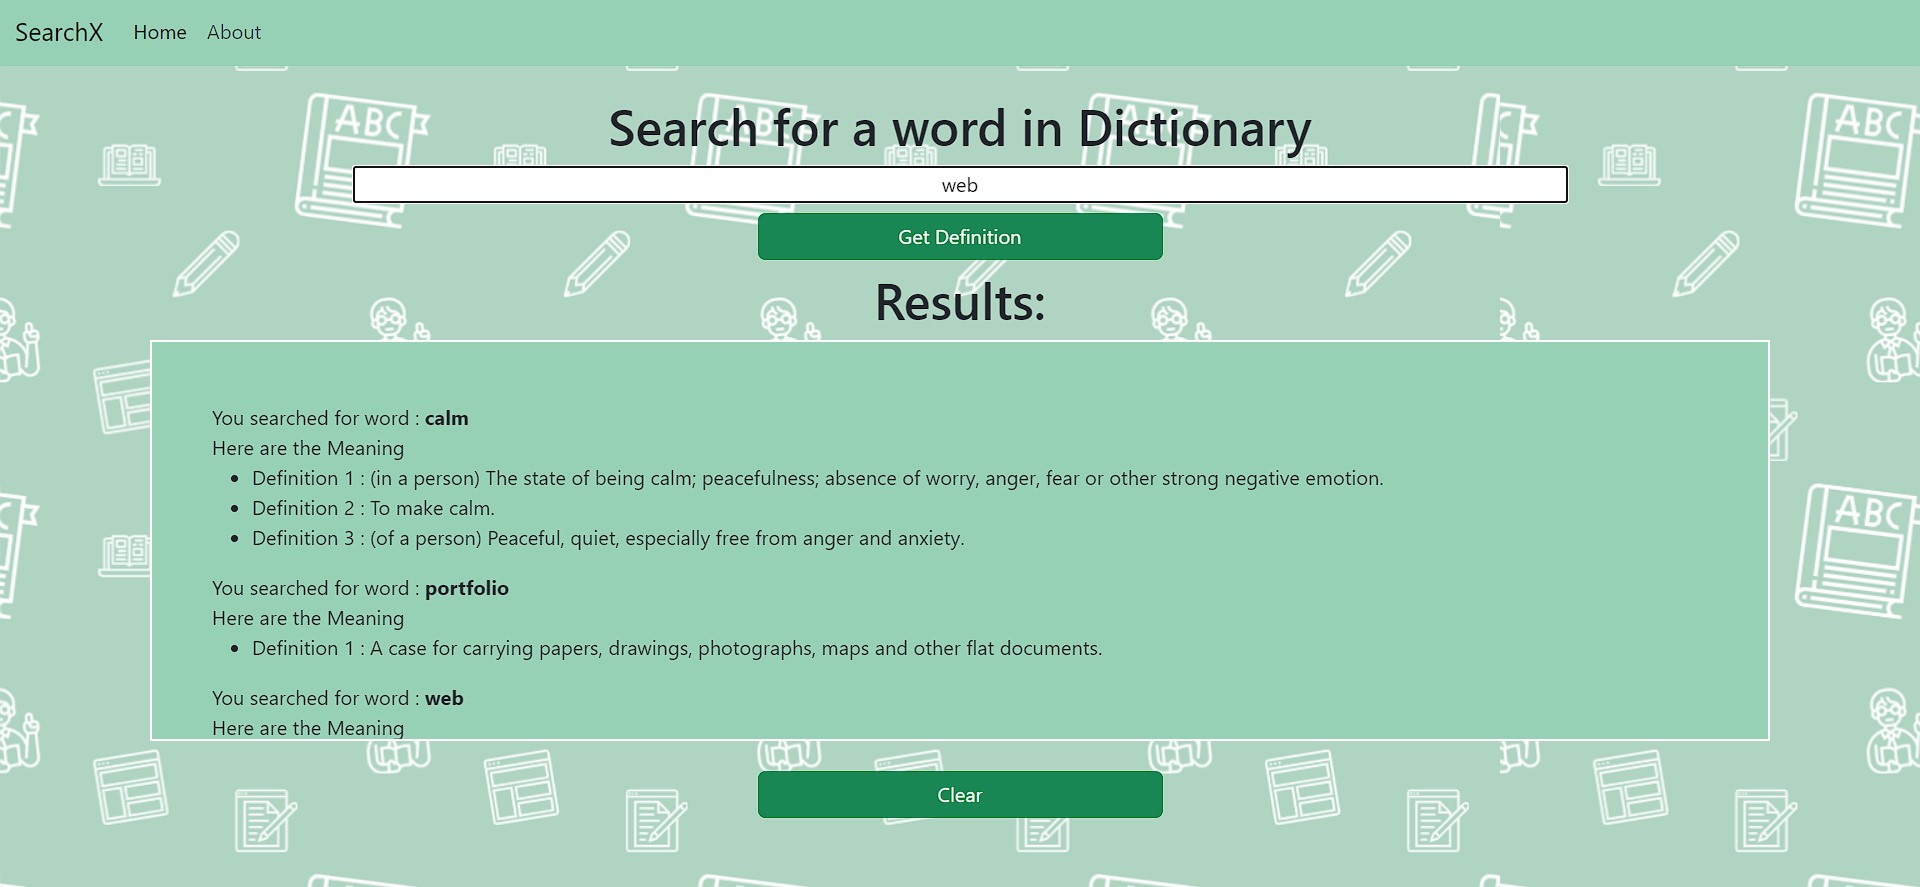 SearchX Home About
Search for a word in Dictionary
web
Get Definition
Results:
You searched for word : calm
Here are the Meaning
Definition 1 : (in a person) The state of being calm; peacefulness; absence of worry, anger, fear or other strong negative emotion.
Definition 2 : To make calm.
Definition 3 : (of a person) Peaceful, quiet, especially free from anger and anxiety.
You searched for word : portfolio
Here are the Meaning
Definition 1 : A case for carrying papers, drawings, photographs, maps and other flat documents.
You searched for word : web
Here are the Meaning
Clear
ABC
ABC
ABC
ABC
ABC